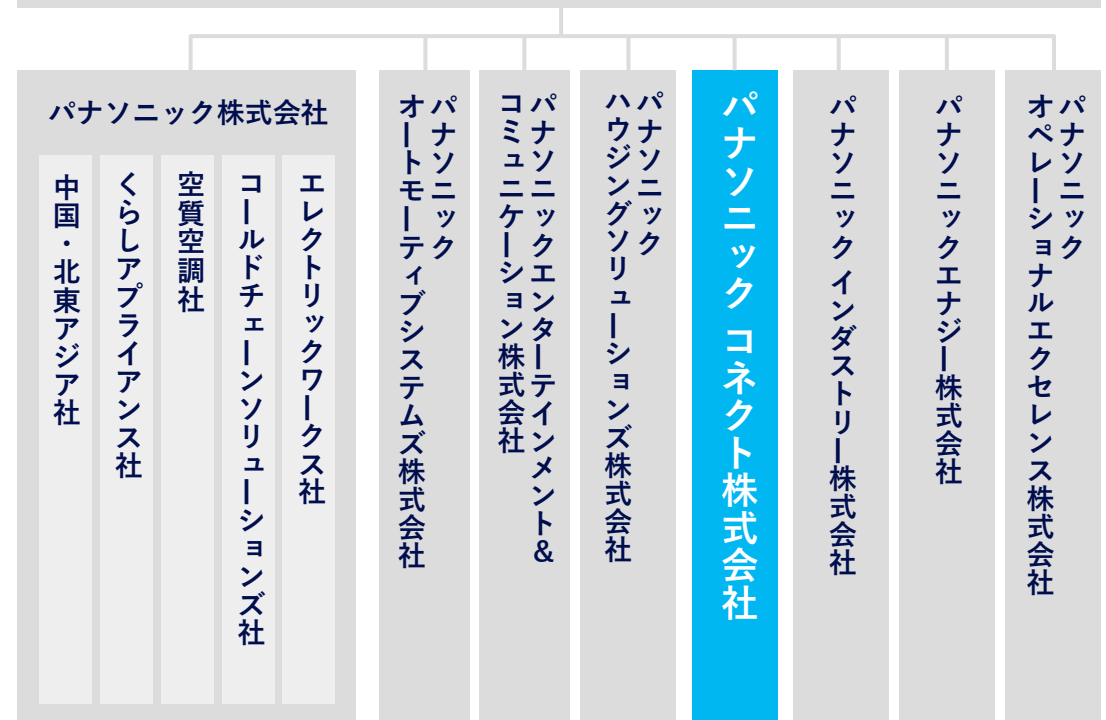 パナソニック株式会社
中国・北東アジア社
くらしアプライアンス社
空質空調社
コールドチェーンソリューションズ社
エレクトリックワークス社
パナソニック
オートモーティブシステムズ株式会社
パナソニックエンターテインメント&
コミュニケーション株式会社
パナソニック
ハウジングソリューションズ株式会社
パナソニック コネクト株式会社
パナソニック インダストリー株式会社
パナソニックエナジー株式会社
パナソニック
オペレーショナルエクセレンス株式会社